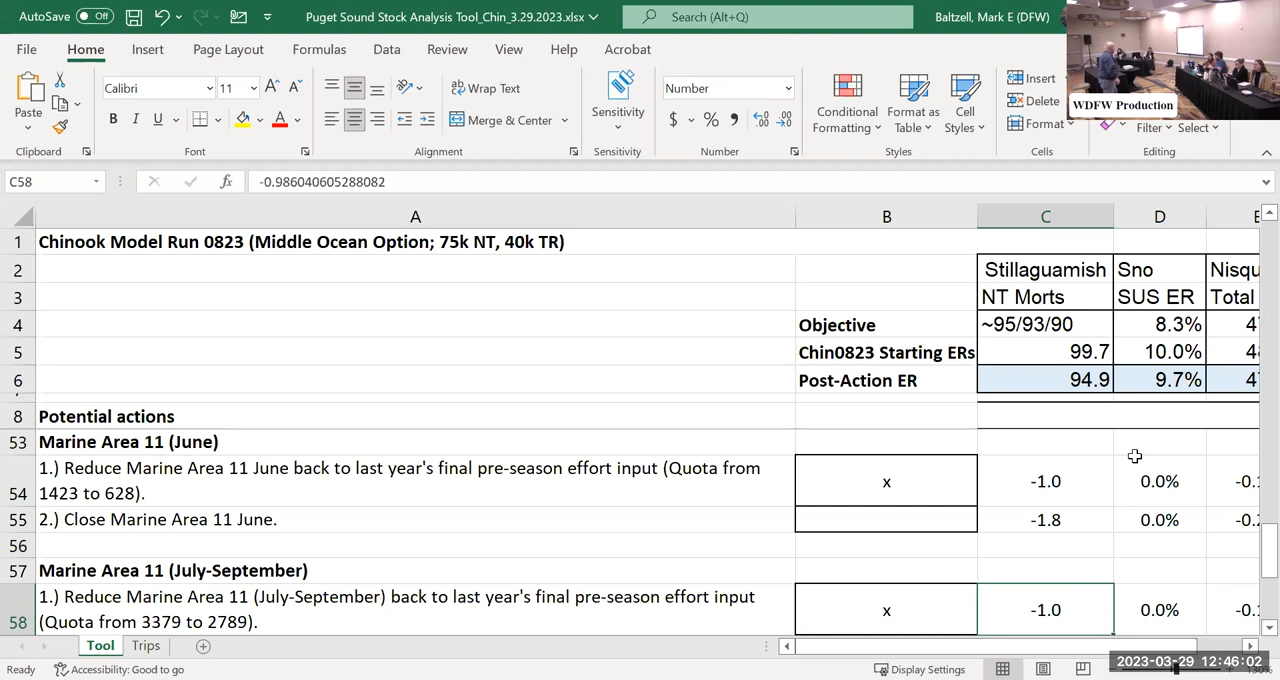 AutoSave Off
Puget Sound Stock Analysis Tool_Chin_3.29.2023.xlsx
Search (Alt+Q)
Baltzell, Mark E (DFW)
File Home Insert Page Layout Formulas Data Review View Help Acrobat
Paste
Calibri 11
Wrap Text
Merge & Center
Sensitivity
Number
Conditional Formatting
Format as Table
Cell Styles
Insert
Delete
Format
Filter
Select
WDFW Production
Clipboard Font Alignment Sensitivity Number Styles Cells Editing
C58 fx -0.986040605288082
A B C D E
1 Chinook Model Run 0823 (Middle Ocean Option; 75k NT, 40k TR)
2 Stillaguamish Sno Nisqu
3 NT Morts SUS ER Total
4 Objective ~95/93/90 8.3% 47
5 Chin0823 Starting ERs 99.7 10.0% 48
6 Post-Action ER 94.9 9.7% 47
8 Potential actions
53 Marine Area 11 (June)
1.) Reduce Marine Area 11 June back to last year's final pre-season effort input (Quota from
54 1423 to 628). x -1.0 0.0% -0.1
55 2.) Close Marine Area 11 June. -1.8 0.0% -0.2
56
57 Marine Area 11 (July-September)
1.) Reduce Marine Area 11 (July-September) back to last year's final pre-season effort input
58 (Quota from 3379 to 2789). x -1.0 0.0% -0.1
Tool Trips
Ready Accessibility: Good to go Display Settings
2023-03-29 12:46:02
130%